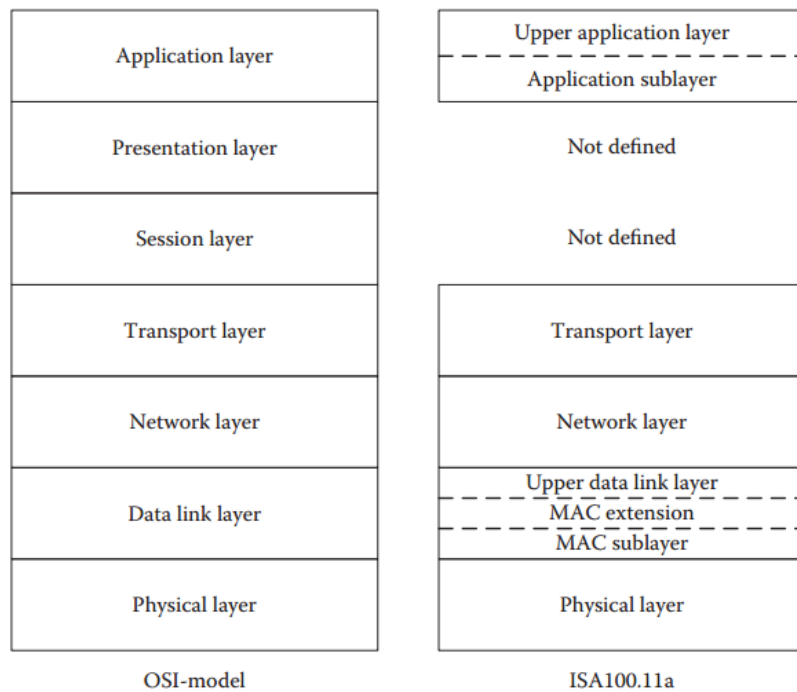 Application layer
Presentation layer
Session layer
Transport layer
Network layer
Data link layer
Physical layer
OSI-model
Upper application layer
Application sublayer
Not defined
Not defined
Transport layer
Network layer
Upper data link layer
MAC extension
MAC sublayer
Physical layer
ISA100.11a